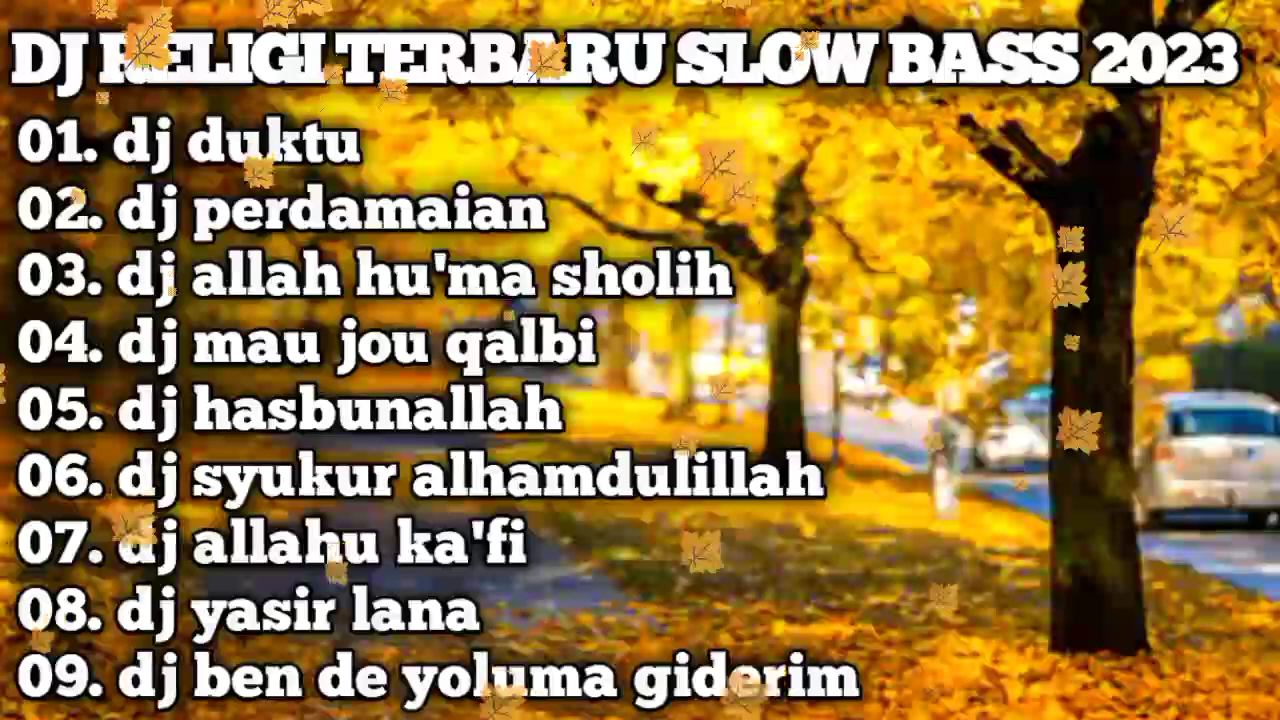 DJ RELIGI TERBARU SLOW BASS 2023
01. dj duktu
02. dj perdamaian
03. dj allah hu'ma sholih
04. dj mau jou qalbi
05. dj hasbunallah
06. dj syukur alhamdulillah
07. dj allahu ka'fi
08. dj yasir lana
09. dj ben de yoluma giderim